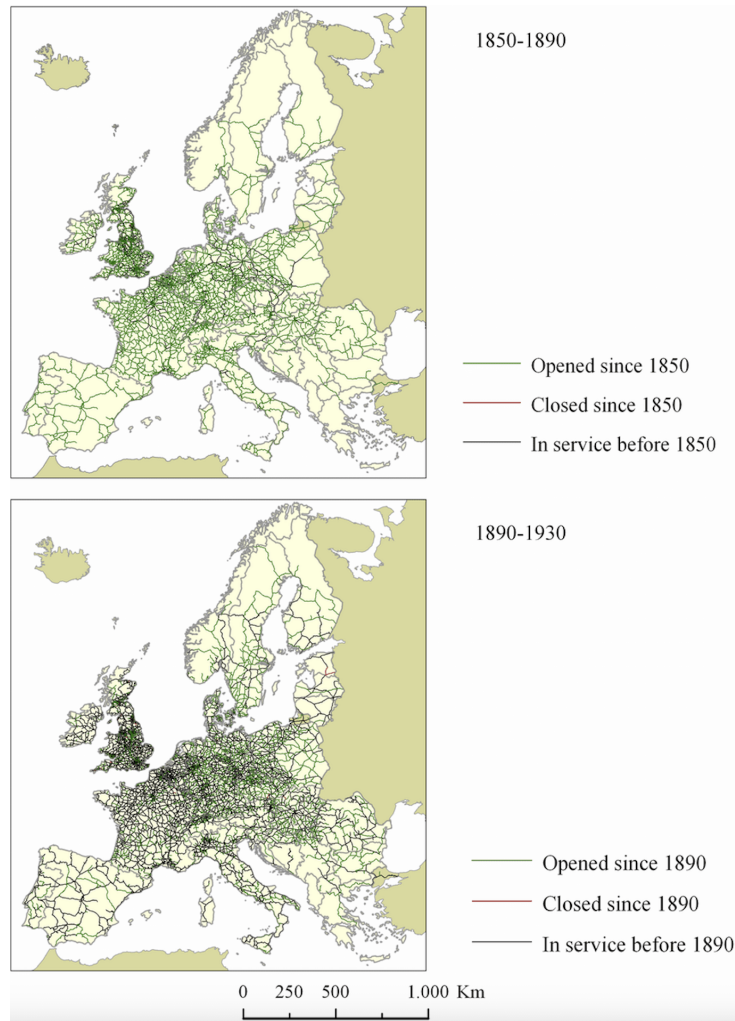 1850-1890
Opened since 1850
Closed since 1850
In service before 1850
1890-1930
Opened since 1890
Closed since 1890
In service before 1890
0 250 500 1.000 Km